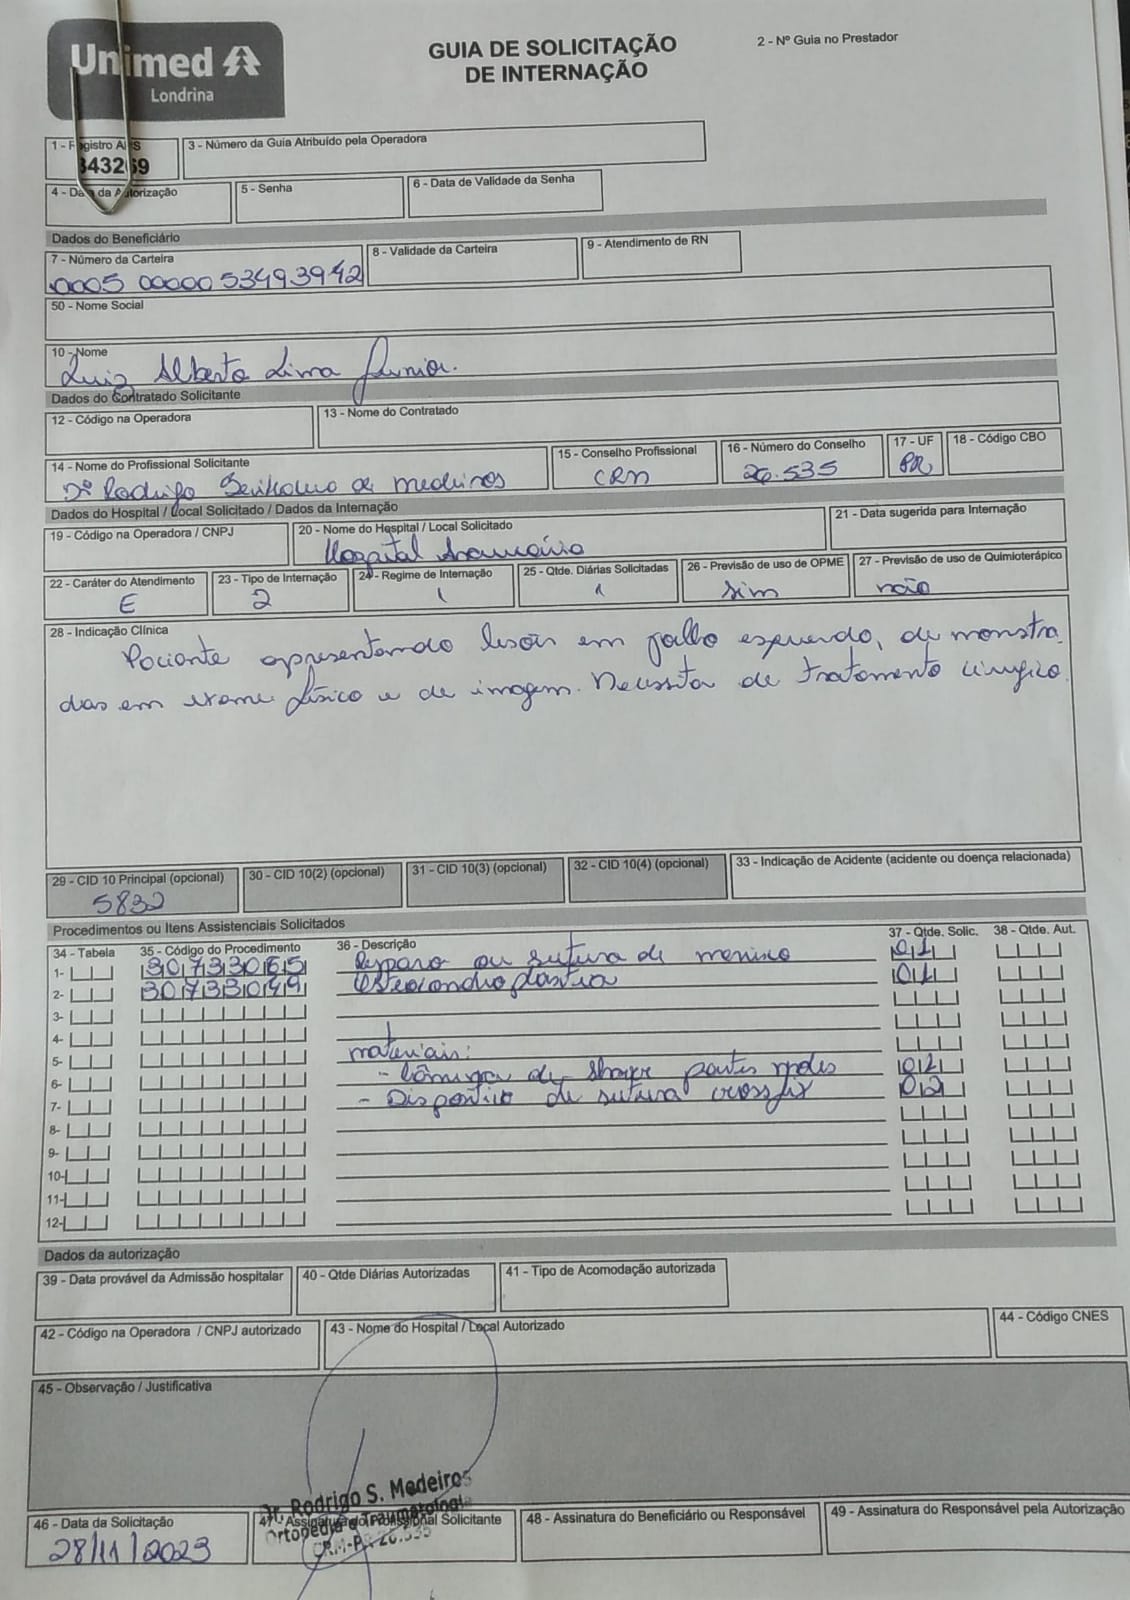 Unimed
Londrina
GUIA DE SOLICITAÇÃO
DE INTERNAÇÃO
2 - Nº Guia no Prestador
1 - Registro ANS
343269
3 - Número da Guia Atribuído pela Operadora
4 - Data da Autorização
5 - Senha
6 - Data de Validade da Senha
Dados do Beneficiário
7 - Número da Carteira
0005 00000 53493942
8 - Validade da Carteira
9 - Atendimento de RN
50 - Nome Social
10 - Nome
Luiz Alberto Lima Junior.
Dados do Contratado Solicitante
12 - Código na Operadora
13 - Nome do Contratado
14 - Nome do Profissional Solicitante
Dr Rodrigo de Medeiros
15 - Conselho Profissional
CRM
16 - Número do Conselho
26.535
17 - UF
PR
18 - Código CBO
Dados do Hospital / Local Solicitado / Dados da Internação
19 - Código na Operadora / CNPJ
20 - Nome do Hospital / Local Solicitado
Hospital
21 - Data sugerida para Internação
22 - Caráter do Atendimento
E
23 - Tipo de Internação
2
24 - Regime de Internação
1
25 - Qtde. Diárias Solicitadas
1
26 - Previsão de uso de OPME
sim
27 - Previsão de uso de Quimioterápico
não
28 - Indicação Clínica
Paciente apresentando lesões em joelho esquerdo, demonstra
das em exame físico e de imagem. Necessita de tratamento cirúgico.
29 - CID 10 Principal (opcional)
S832
30 - CID 10(2) (opcional)
31 - CID 10(3) (opcional)
32 - CID 10(4) (opcional)
33 - Indicação de Acidente (acidente ou doença relacionada)
Procedimentos ou Itens Assistenciais Solicitados
34 - Tabela 35 - Código do Procedimento 36 - Descrição 37 - Qtde. Solic. 38 - Qtde. Aut.
1- 30733065 Reparo ou sutura de menisco 01
2- 30733049 Osteocondroplastia 01
3-
4-
5- materiais:
6- - Lâmina de shaver partes moles 02
7- - Dispositivo de sutura crossfix 02
8-
9-
10-
11-
12-
Dados da autorização
39 - Data provável da Admissão hospitalar
40 - Qtde Diárias Autorizadas
41 - Tipo de Acomodação autorizada
42 - Código na Operadora / CNPJ autorizado
43 - Nome do Hospital / Local Autorizado
44 - Código CNES
45 - Observação / Justificativa
Dr. Rodrigo S. Medeiros
Ortopedia e Traumatologia
CRM-PR 26.535
46 - Data da Solicitação
28/11/2023
47 - Assinatura do Profissional Solicitante
48 - Assinatura do Beneficiário ou Responsável
49 - Assinatura do Responsável pela Autorização